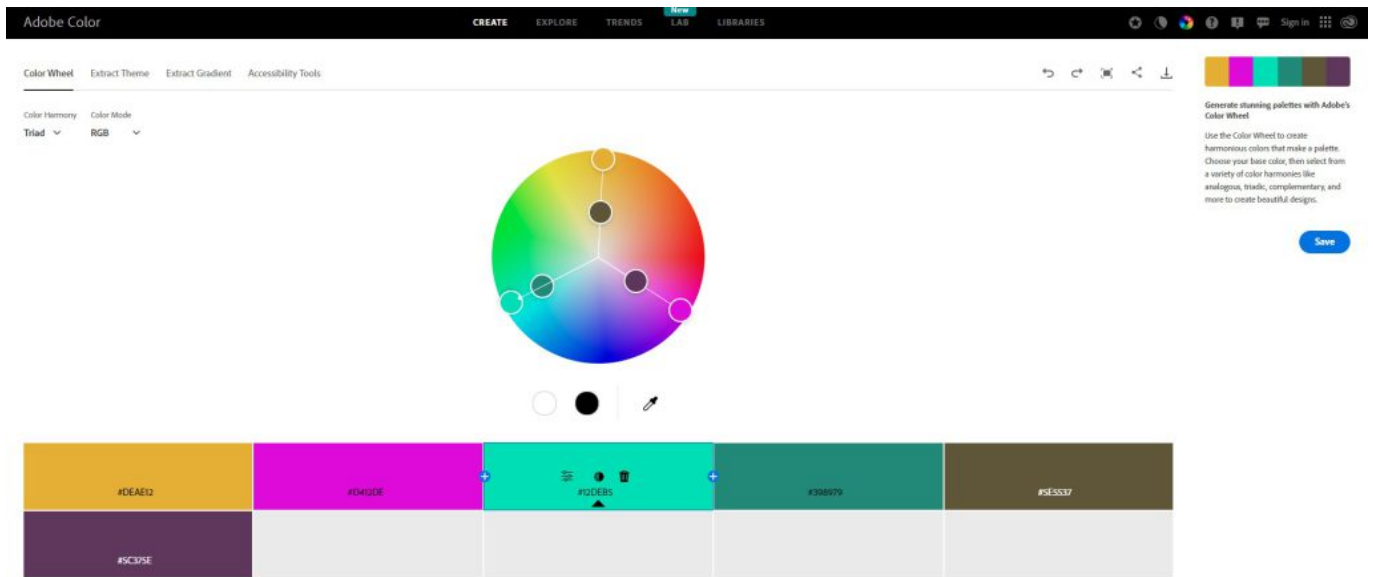 Adobe Color
CREATE EXPLORE TRENDS LAB LIBRARIES
New
Sign in
Color Wheel Extract Theme Extract Gradient Accessibility Tools
Color Harmony Color Mode
Triad RGB
Generate stunning palettes with Adobe's
Color Wheel
Use the Color Wheel to create
harmonious colors that make a palette.
Choose your base color, then select from
a variety of color harmonies like
analogous, triadic, complementary, and
more to create beautiful designs.
Save
#DEAE12 #D412DE #12DEB5 #398979 #5E5537
#5C375E